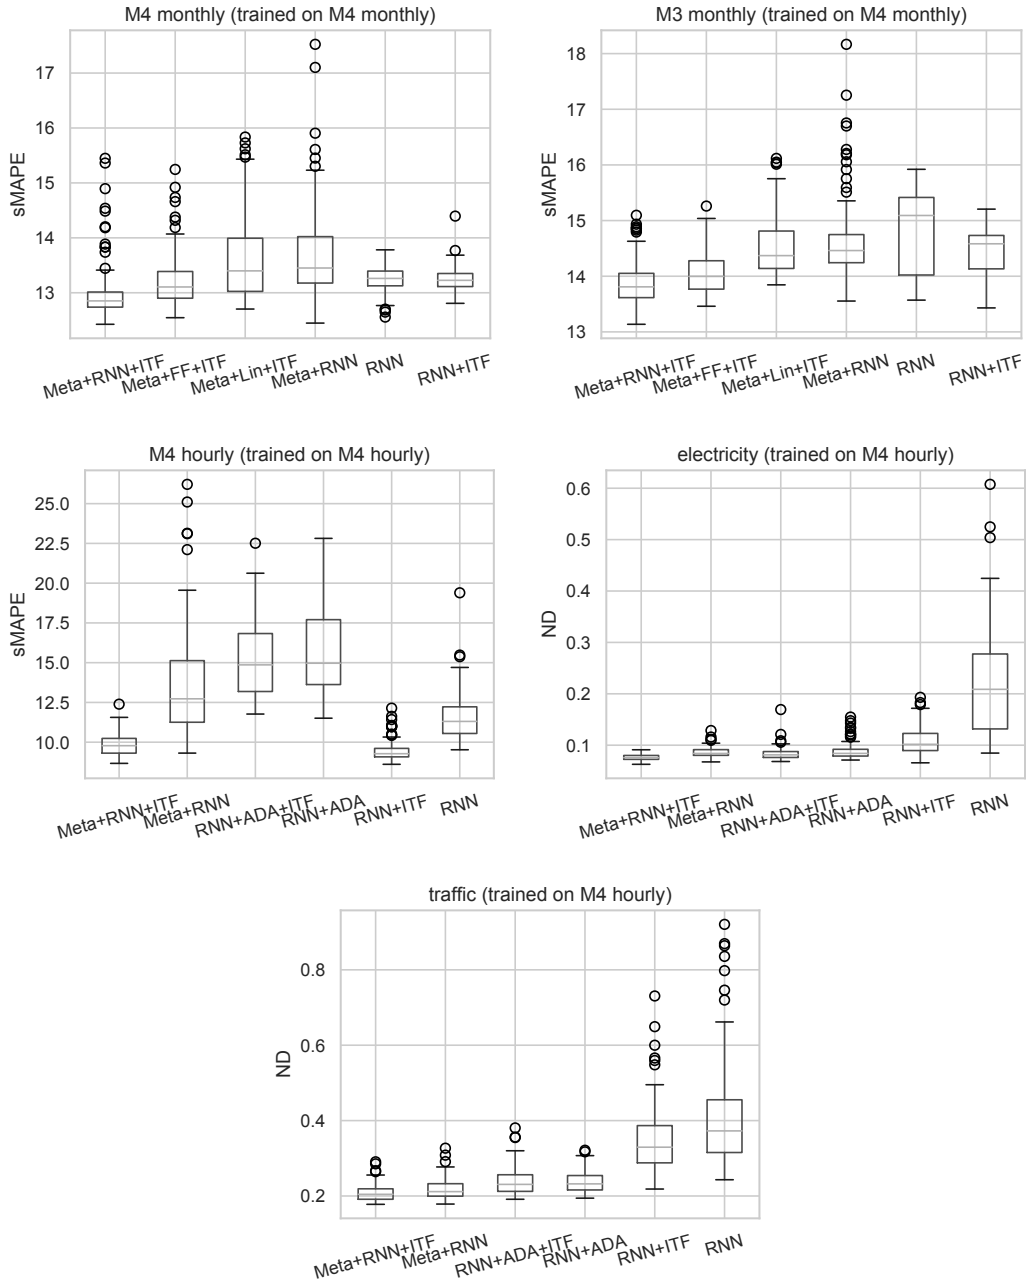 M4 monthly (trained on M4 monthly)
sMAPE
17
16
15
14
13
Meta+RNN+ITF
Meta+FF+ITF
Meta+Lin+ITF
Meta+RNN
RNN
RNN+ITF
M3 monthly (trained on M4 monthly)
sMAPE
18
17
16
15
14
13
Meta+RNN+ITF
Meta+FF+ITF
Meta+Lin+ITF
Meta+RNN
RNN
RNN+ITF
M4 hourly (trained on M4 hourly)
sMAPE
25.0
22.5
20.0
17.5
15.0
12.5
10.0
Meta+RNN+ITF
Meta+RNN
RNN+ADA+ITF
RNN+ADA
RNN+ITF
RNN
electricity (trained on M4 hourly)
ND
0.6
0.5
0.4
0.3
0.2
0.1
Meta+RNN+ITF
Meta+RNN
RNN+ADA+ITF
RNN+ADA
RNN+ITF
RNN
traffic (trained on M4 hourly)
ND
0.8
0.6
0.4
0.2
Meta+RNN+ITF
Meta+RNN
RNN+ADA+ITF
RNN+ADA
RNN+ITF
RNN